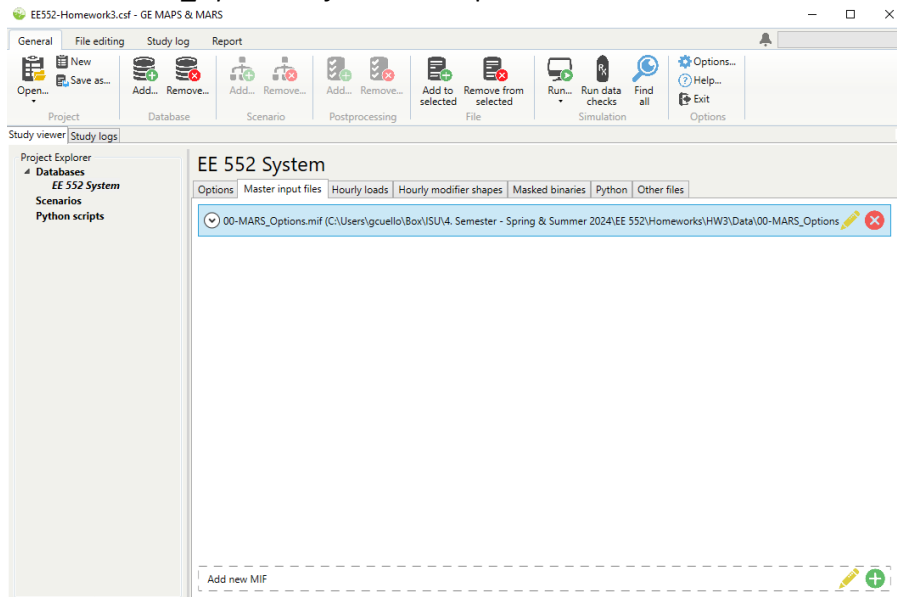 EE552-Homework3.csf - GE MAPS & MARS
General File editing Study log Report
Open... New Save as... Add... Remove... Add... Remove... Add... Remove... Add to selected Remove from selected Run... Run data checks Find all Options... Help... Exit
Project Database Scenario Postprocessing File Simulation Options
Study viewer Study logs
Project Explorer
Databases
EE 552 System
Scenarios
Python scripts
EE 552 System
Options Master input files Hourly loads Hourly modifier shapes Masked binaries Python Other files
00-MARS_Options.mif (C:\Users\gcuello\Box\ISU\4. Semester - Spring & Summer 2024\EE 552\Homeworks\HW3\Data\00-MARS_Options
Add new MIF